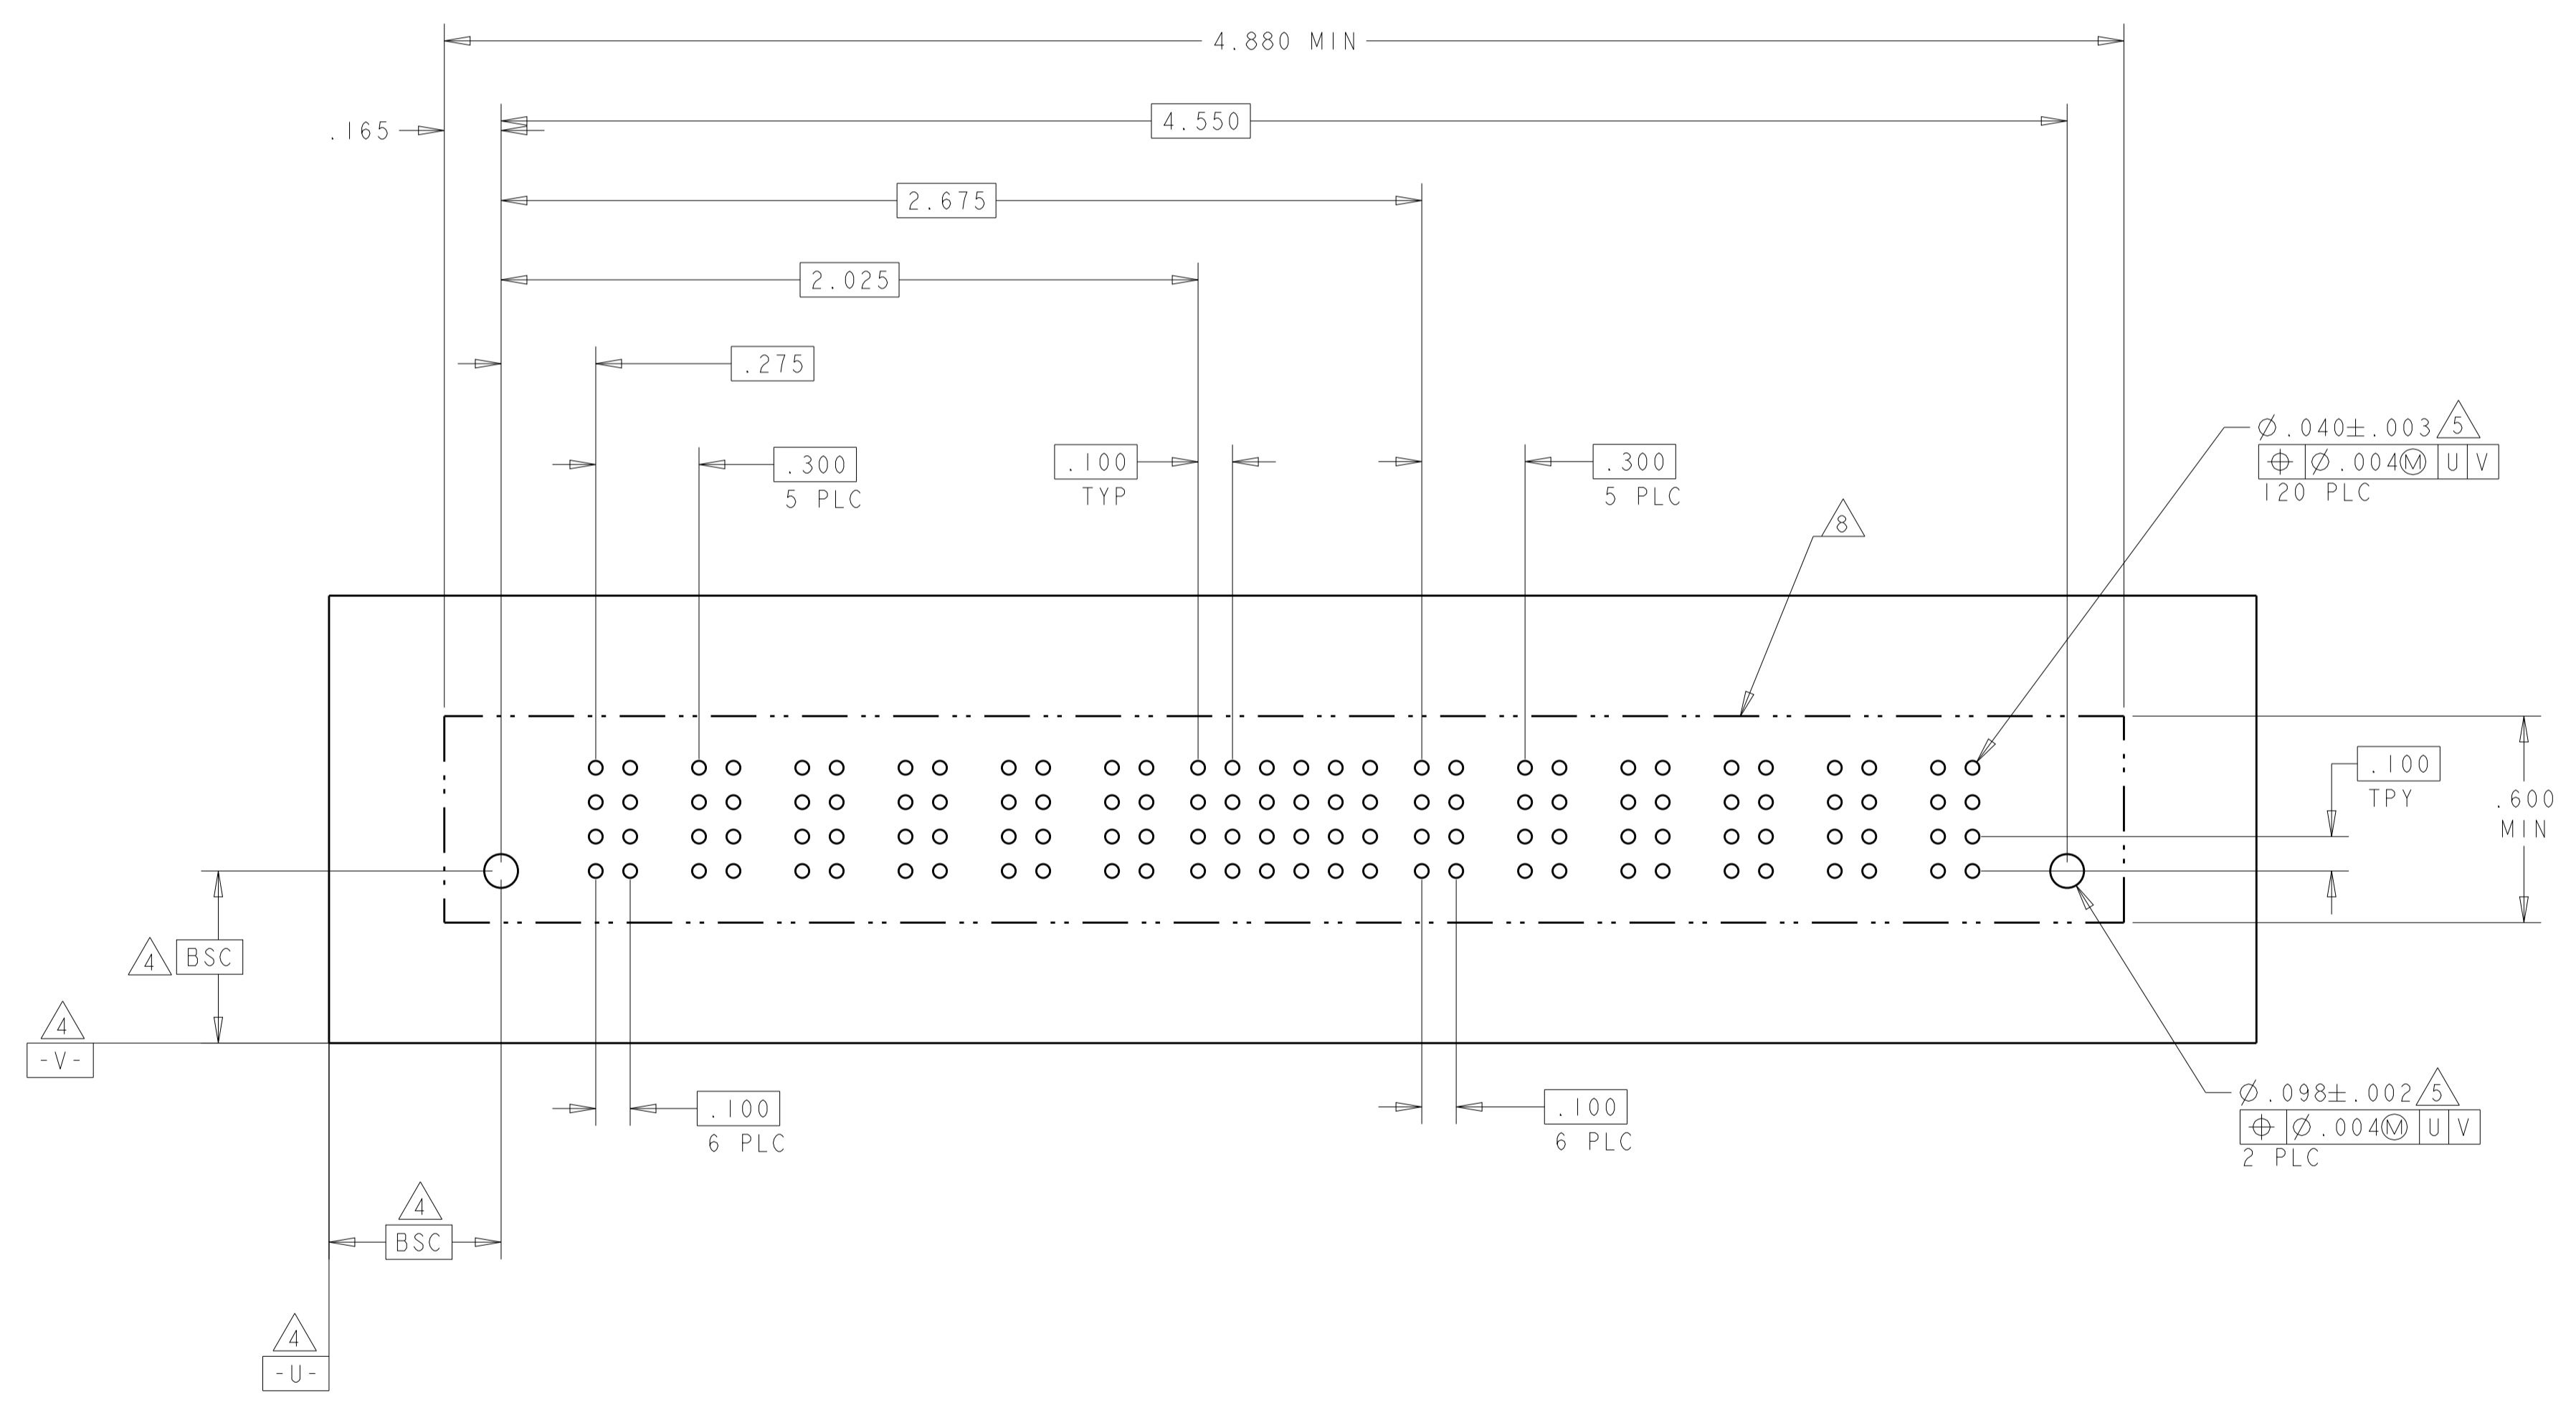 4.880 MIN
4.550
.165
2.675
2.025
.275
.300
5 PLC
.100
TYP
.300
5 PLC
⌀.040±.003 5
⌖ ⌀.004Ⓜ U V
120 PLC
8
.100
TPY
.600
MIN
4 BSC
4
-V-
.100
6 PLC
.100
6 PLC
⌀.098±.002 5
⌖ ⌀.004Ⓜ U V
2 PLC
4
BSC
4
-U-